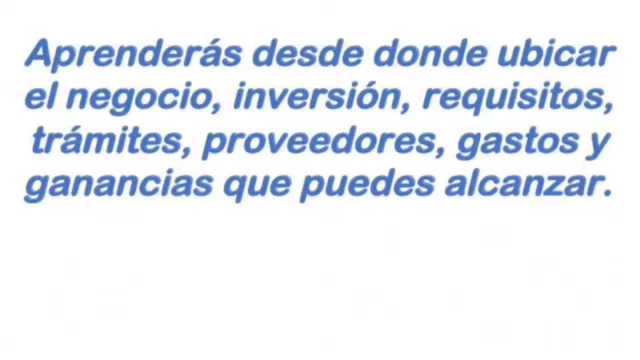 Aprenderás desde donde ubicar
el negocio, inversión, requisitos,
trámites, proveedores, gastos y
ganancias que puedes alcanzar.